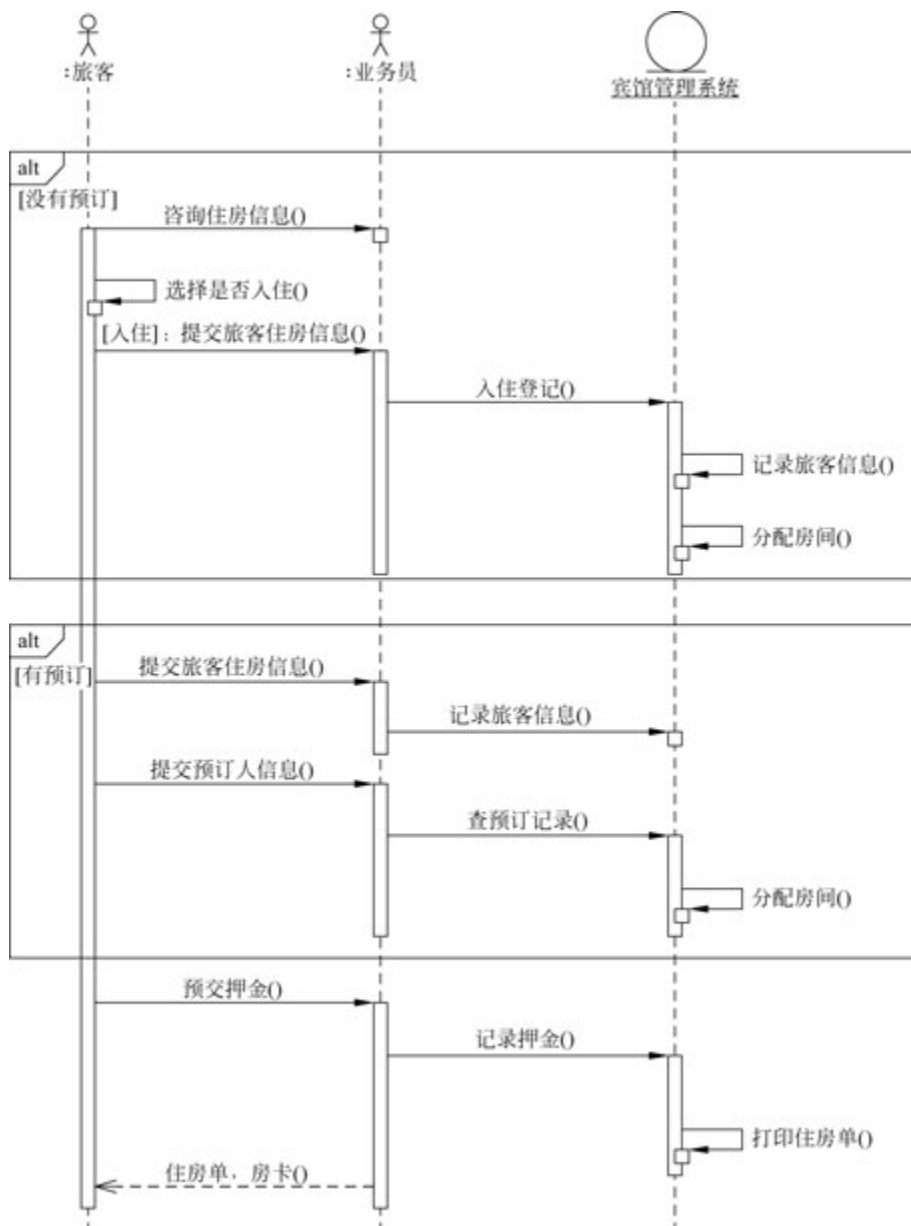 :旅客
:业务员
宾馆管理系统
alt
[没有预订]
咨询住房信息()
选择是否入住()
[入住]：提交旅客住房信息()
入住登记()
记录旅客信息()
分配房间()
alt
[有预订]
提交旅客住房信息()
记录旅客信息()
提交预订人信息()
查预订记录()
分配房间()
预交押金()
记录押金()
打印住房单()
住房单，房卡()